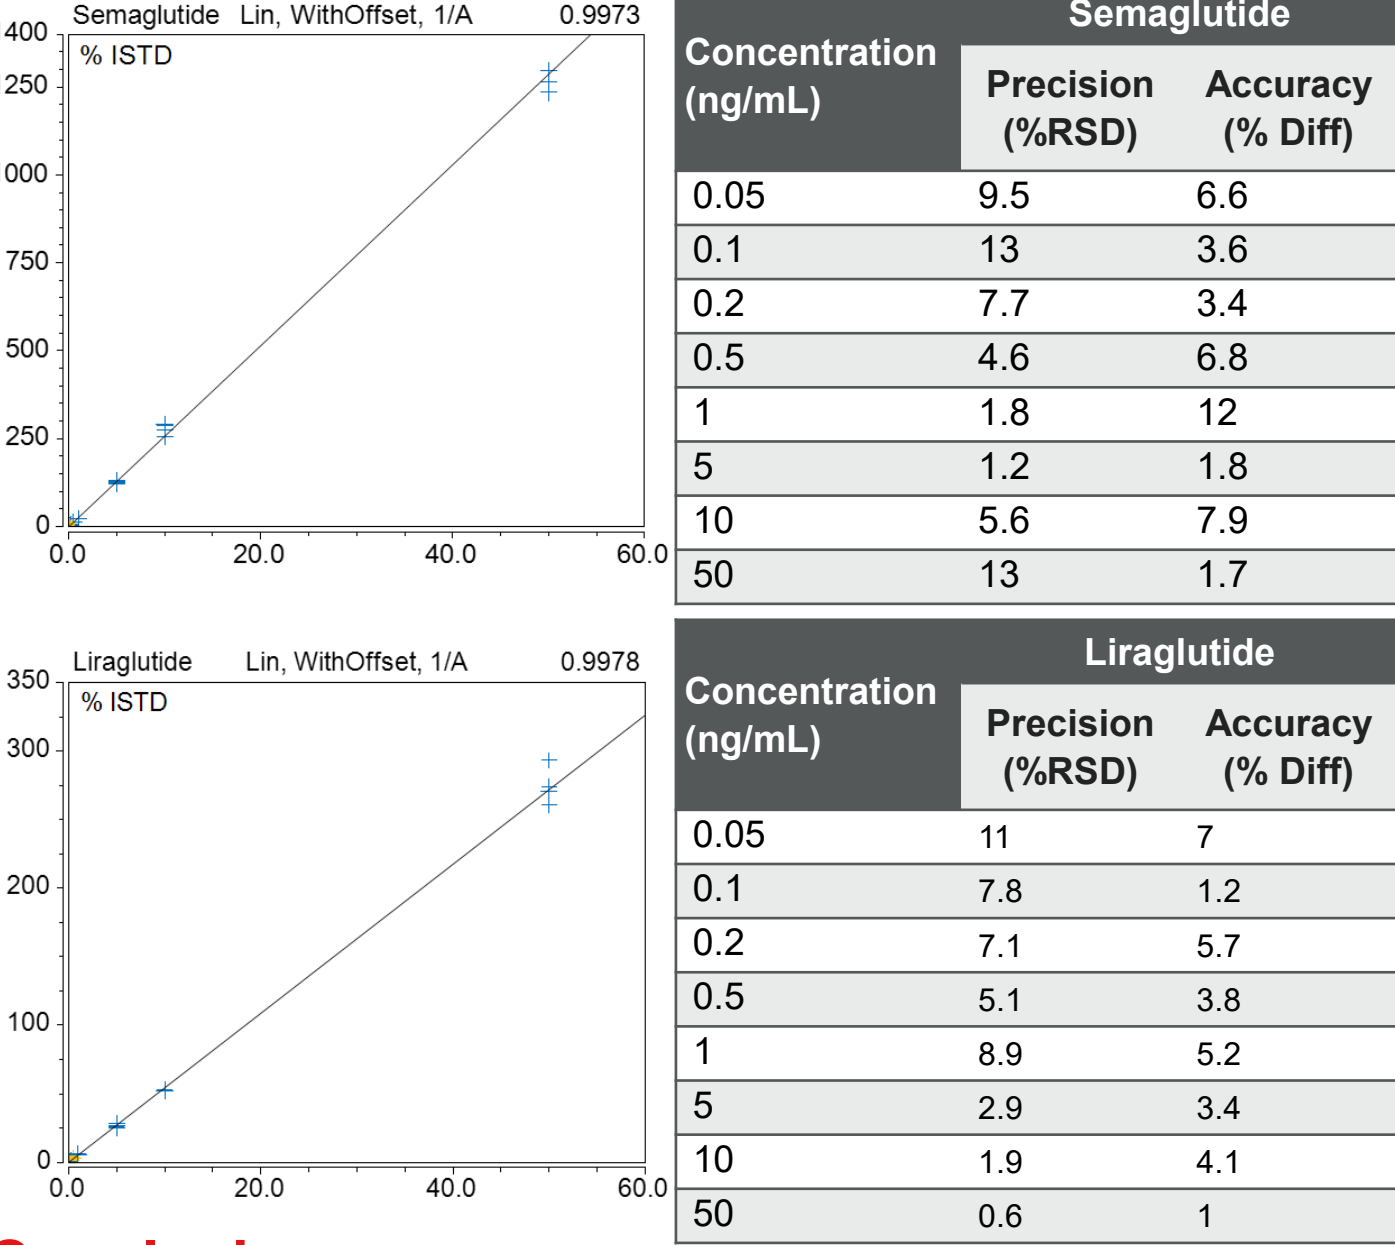 Semaglutide Lin, WithOffset, 1/A 0.9973
% ISTD
1400
1250
1000
750
500
250
0
0.0 20.0 40.0 60.0
Semaglutide
Concentration (ng/mL) Precision (%RSD) Accuracy (% Diff)
0.05 9.5 6.6
0.1 13 3.6
0.2 7.7 3.4
0.5 4.6 6.8
1 1.8 12
5 1.2 1.8
10 5.6 7.9
50 13 1.7
Liraglutide Lin, WithOffset, 1/A 0.9978
% ISTD
350
300
200
100
0
0.0 20.0 40.0 60.0
Liraglutide
Concentration (ng/mL) Precision (%RSD) Accuracy (% Diff)
0.05 11 7
0.1 7.8 1.2
0.2 7.1 5.7
0.5 5.1 3.8
1 8.9 5.2
5 2.9 3.4
10 1.9 4.1
50 0.6 1